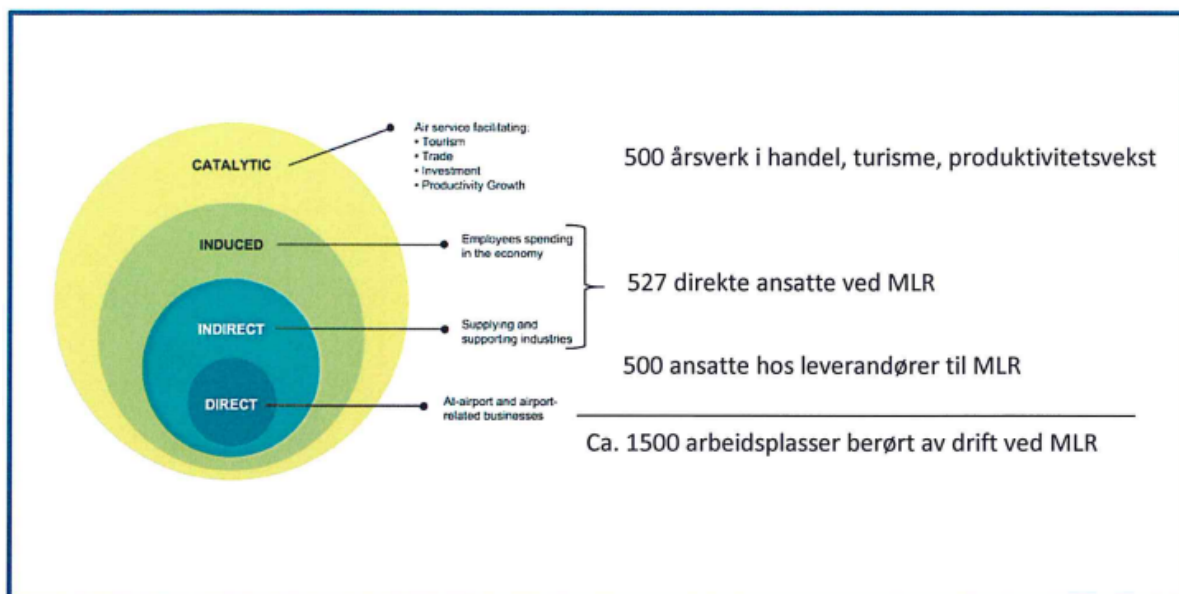 CATALYTIC
Air service facilitating:
• Tourism
• Trade
• Investment
• Productivity Growth
500 årsverk i handel, turisme, produktivitetsvekst
INDUCED
Employees spending
in the economy
527 direkte ansatte ved MLR
INDIRECT
Supplying and
supporting industries
500 ansatte hos leverandører til MLR
DIRECT
At-airport and airport-
related businesses
Ca. 1500 arbeidsplasser berørt av drift ved MLR